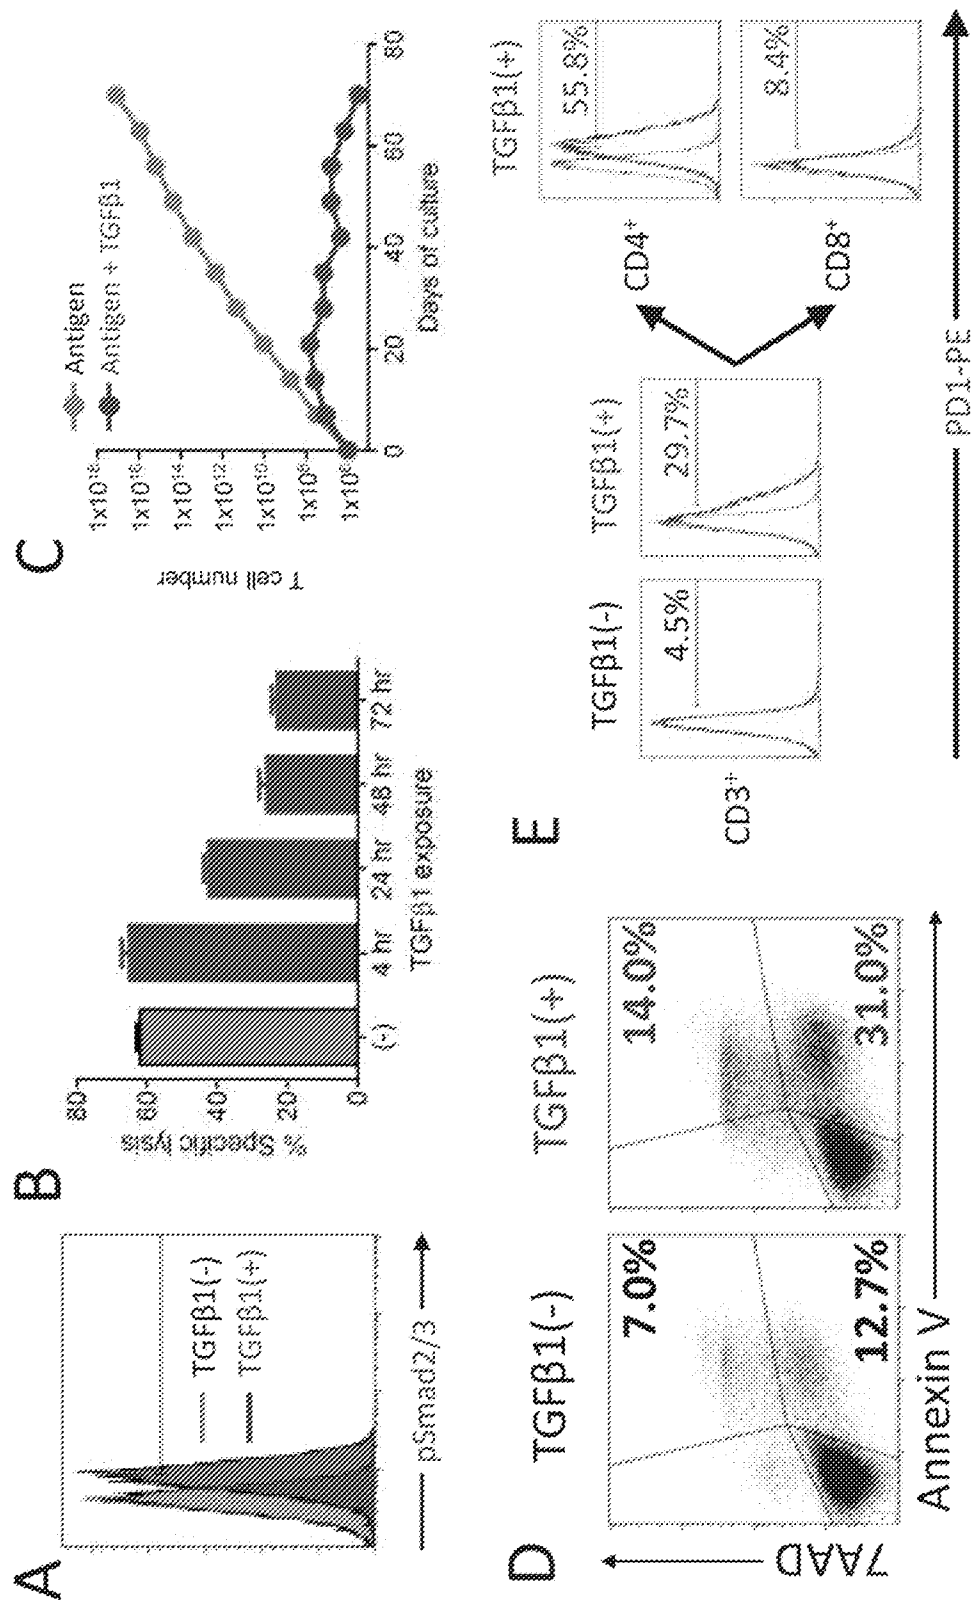 A
pSmad2/3
TGFβ1(-)
TGFβ1(+)
B
% Specific lysis
80
60
40
20
0
(-)
4 hr
24 hr
48 hr
72 hr
TGFβ1 exposure
C
T cell number
1x10¹⁸
1x10¹⁶
1x10¹⁴
1x10¹²
1x10¹⁰
1x10⁸
1x10⁶
0
20
40
60
80
Days of culture
Antigen
Antigen + TGFβ1
D
TGFβ1(-)
TGFβ1(+)
7.0%
12.7%
14.0%
31.0%
7AAD
Annexin V
E
TGFβ1(-)
TGFβ1(+)
TGFβ1(+)
CD3⁺
4.5%
29.7%
CD4⁺
55.8%
CD8⁺
8.4%
PD1-PE